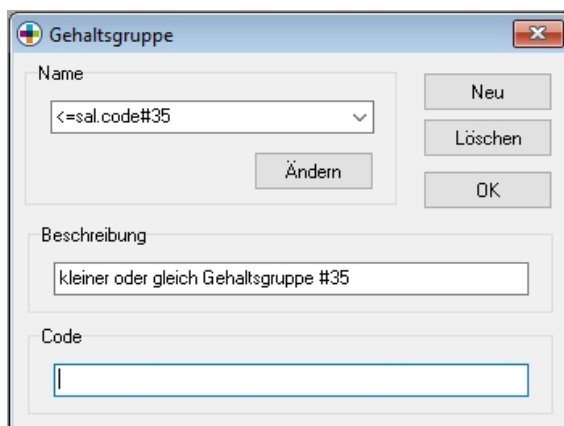 Gehaltsgruppe
Name
<=sal.code#35
Neu
Löschen
Ändern
OK
Beschreibung
kleiner oder gleich Gehaltsgruppe #35
Code